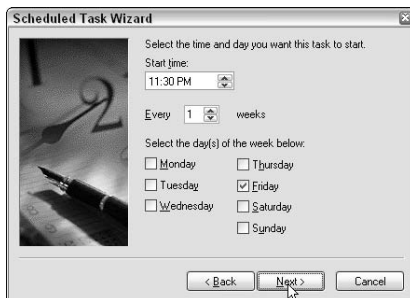 Scheduled Task Wizard
Select the time and day you want this task to start.
Start time:
11:30 PM
Every 1 weeks
Select the day(s) of the week below:
Monday
Thursday
Tuesday
Friday
Wednesday
Saturday
Sunday
< Back
Next >
Cancel